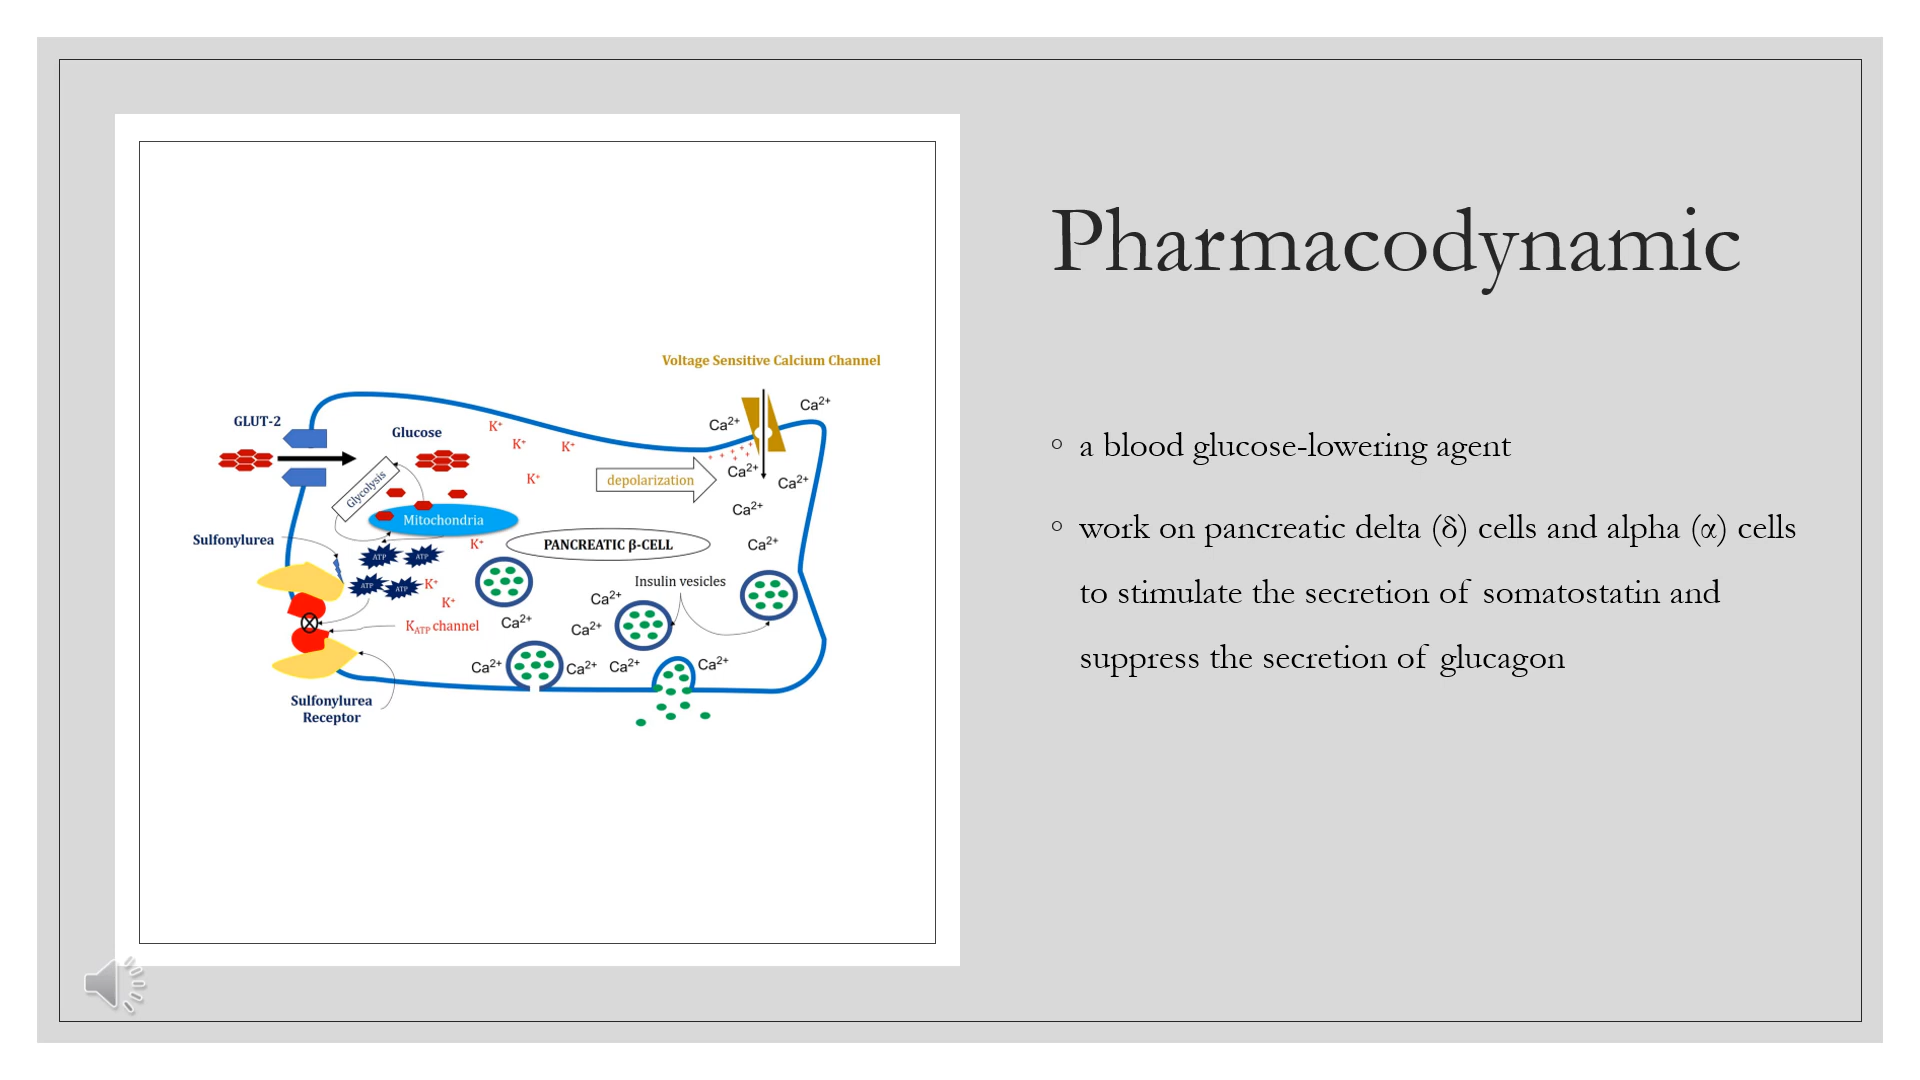 Pharmacodynamic
Voltage Sensitive Calcium Channel
Ca²⁺
Ca²⁺
GLUT-2
Glucose
K⁺
K⁺
K⁺
K⁺
Glycolysis
depolarization
Ca²⁺
Ca²⁺
Ca²⁺
Mitochondria
Sulfonylurea
K⁺
PANCREATIC β-CELL
Ca²⁺
ATP
ATP
ATP
ATP
K⁺
K⁺
Insulin vesicles
Ca²⁺
K_ATP channel
Ca²⁺
Ca²⁺
Ca²⁺
Ca²⁺
Ca²⁺
Ca²⁺
Sulfonylurea
Receptor
◦ a blood glucose-lowering agent
◦ work on pancreatic delta (δ) cells and alpha (α) cells
to stimulate the secretion of somatostatin and
suppress the secretion of glucagon